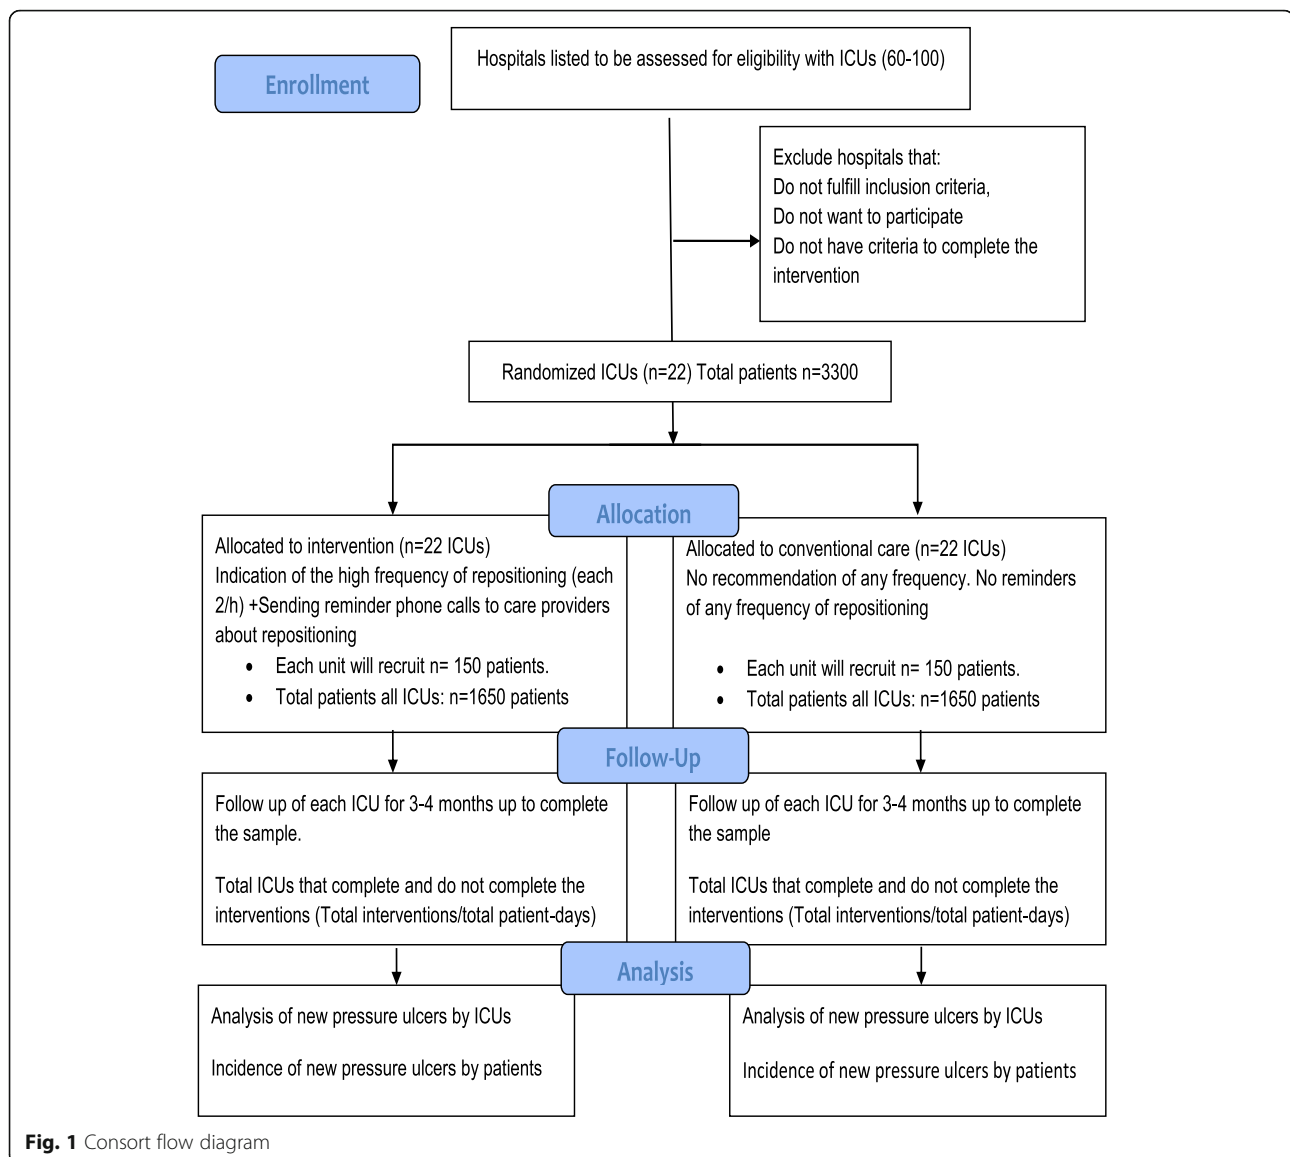 Enrollment
Hospitals listed to be assessed for eligibility with ICUs (60-100)
Exclude hospitals that:
Do not fulfill inclusion criteria,
Do not want to participate
Do not have criteria to complete the
intervention
Randomized ICUs (n=22) Total patients n=3300
Allocation
Allocated to intervention (n=22 ICUs)
Indication of the high frequency of repositioning (each
2/h) +Sending reminder phone calls to care providers
about repositioning
• Each unit will recruit n= 150 patients.
• Total patients all ICUs: n=1650 patients
Allocated to conventional care (n=22 ICUs)
No recommendation of any frequency. No reminders
of any frequency of repositioning
• Each unit will recruit n= 150 patients.
• Total patients all ICUs: n=1650 patients
Follow-Up
Follow up of each ICU for 3-4 months up to complete
the sample.
Total ICUs that complete and do not complete the
interventions (Total interventions/total patient-days)
Follow up of each ICU for 3-4 months up to complete
the sample
Total ICUs that complete and do not complete the
interventions (Total interventions/total patient-days)
Analysis
Analysis of new pressure ulcers by ICUs
Incidence of new pressure ulcers by patients
Analysis of new pressure ulcers by ICUs
Incidence of new pressure ulcers by patients
Fig. 1 Consort flow diagram